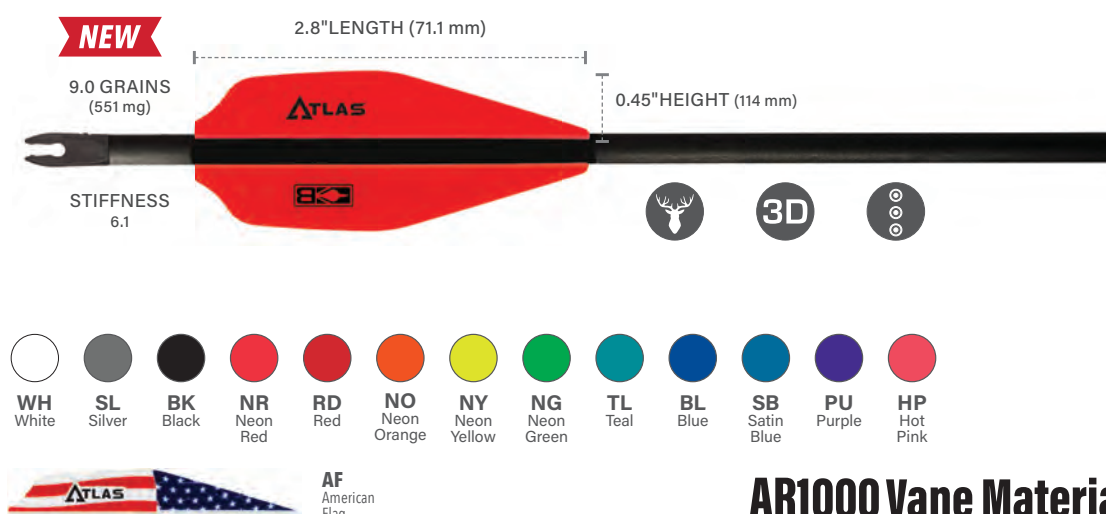 NEW
2.8"LENGTH (71.1 mm)
9.0 GRAINS
(551 mg)
0.45"HEIGHT (114 mm)
ATLAS
STIFFNESS
6.1
B
3D
WH
White
SL
Silver
BK
Black
NR
Neon
Red
RD
Red
NO
Neon
Orange
NY
Neon
Yellow
NG
Neon
Green
TL
Teal
BL
Blue
SB
Satin
Blue
PU
Purple
HP
Hot
Pink
ATLAS
AF
American
Flag
AR1000 Vane Materia